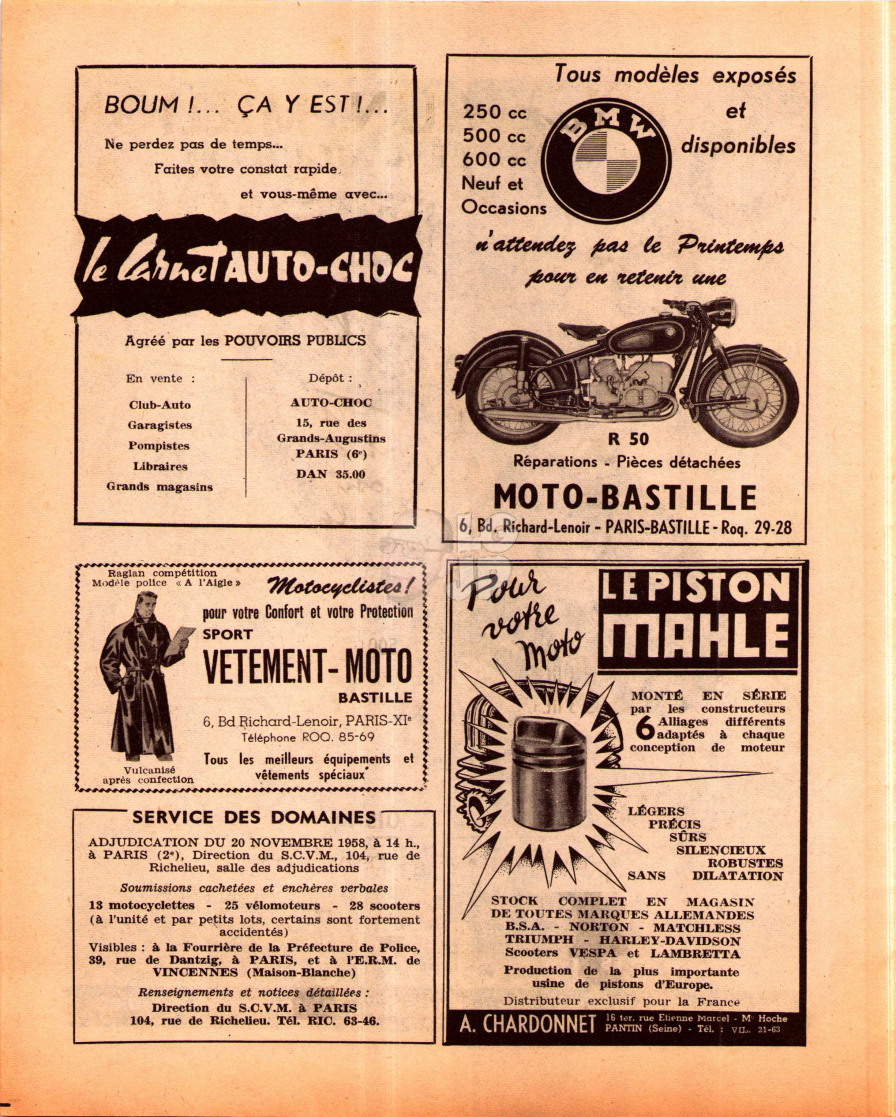 BOUM !... ÇA Y EST !...
Ne perdez pas de temps...
Faites votre constat rapide
et vous-même avec...
le Carnet AUTO-CHOC
Agréé par les POUVOIRS PUBLICS
En vente :
Club-Auto
Garagistes
Pompistes
Libraires
Grands magasins
Dépôt :
AUTO-CHOC
15, rue des
Grands-Augustins
PARIS (6e)
DAN 35.00
Tous modèles exposés
et
disponibles
250 cc
500 cc
600 cc
Neuf et
Occasions
BMW
n'attendez pas le Printemps
pour en retenir une
R 50
Réparations - Pièces détachées
MOTO-BASTILLE
6, Bd. Richard-Lenoir - PARIS-BASTILLE - Roq. 29-28
Raglan compétition
Modèle police « A l'Aigle »
Motocyclistes !
pour votre Confort et votre Protection
SPORT
VETEMENT-MOTO
BASTILLE
6, Bd Richard-Lenoir, PARIS-XIe
Téléphone ROQ. 85-69
Tous les meilleurs équipements et
vêtements spéciaux
Vulcanisé
après confection
SERVICE DES DOMAINES
ADJUDICATION DU 20 NOVEMBRE 1958, à 14 h.,
à PARIS (2e), Direction du S.C.V.M., 104, rue de
Richelieu, salle des adjudications
Soumissions cachetées et enchères verbales
13 motocyclettes - 25 vélomoteurs - 28 scooters
(à l'unité et par petits lots, certains sont fortement
accidentés)
Visibles : à la Fourrière de la Préfecture de Police,
39, rue de Dantzig, à PARIS, et à l'E.R.M. de
VINCENNES (Maison-Blanche)
Renseignements et notices détaillées :
Direction du S.C.V.M. à PARIS
104, rue de Richelieu. Tél. RIC. 63-46.
Pour
votre
Moto
LE PISTON
MAHLE
MONTÉ EN SÉRIE
par les constructeurs
6 Alliages différents
adaptés à chaque
conception de moteur
LÉGERS
PRÉCIS
SÛRS
SILENCIEUX
ROBUSTES
SANS DILATATION
STOCK COMPLET EN MAGASIN
DE TOUTES MARQUES ALLEMANDES
B.S.A. - NORTON - MATCHLESS
TRIUMPH - HARLEY-DAVIDSON
Scooters VESPA et LAMBRETTA
Production de la plus importante
usine de pistons d'Europe.
Distributeur exclusif pour la France
A. CHARDONNET
16 ter, rue Etienne Marcel - Mo Hoche
PANTIN (Seine) - Tél. : VIL. 21-63